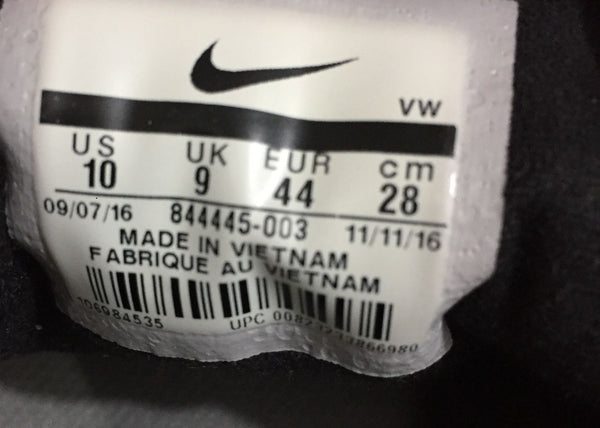 VW
US UK EUR cm
10 9 44 28
09/07/16 844445-003 11/11/16
MADE IN VIETNAM
FABRIQUE AU VIETNAM
UPC